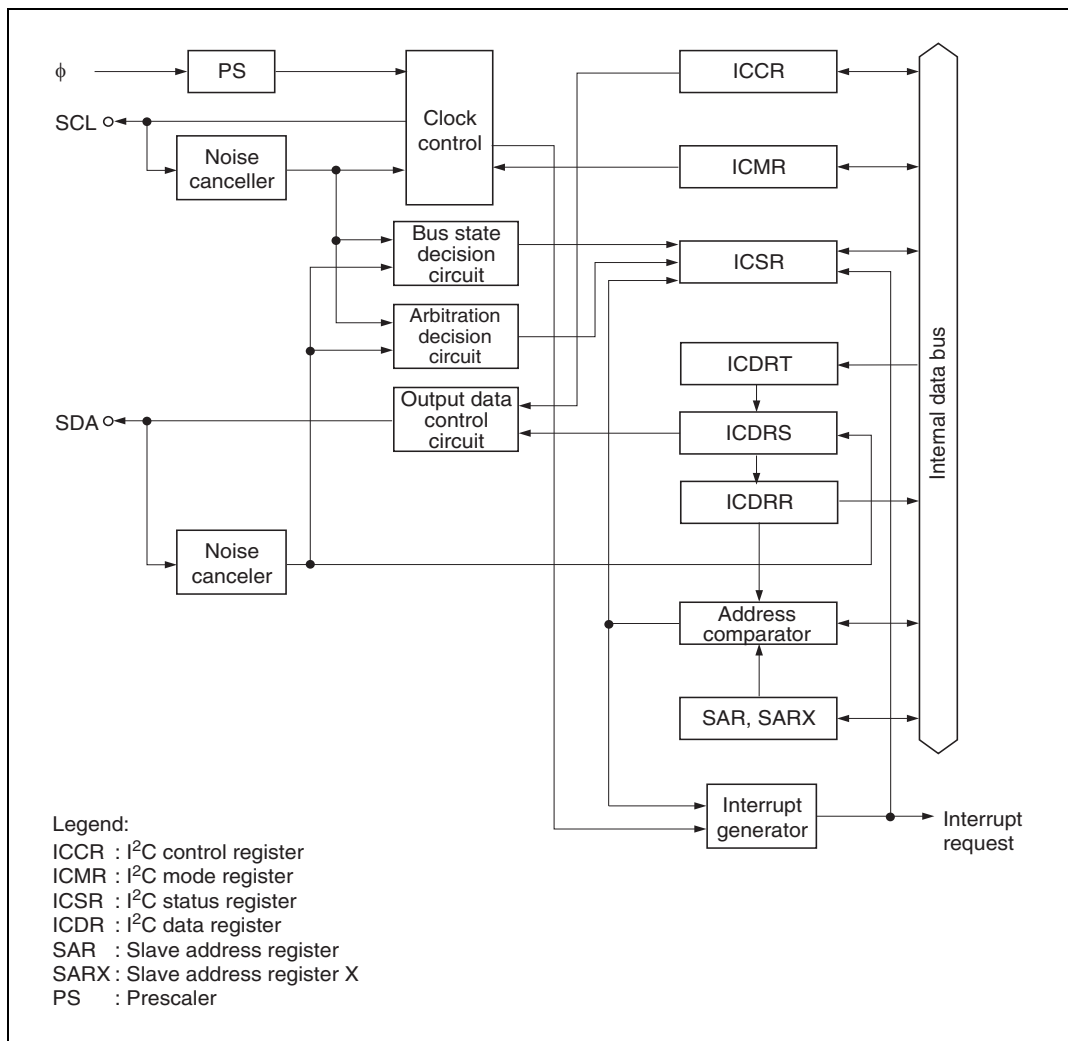 ϕ
PS
SCL
Clock
control
Noise
canceller
Bus state
decision
circuit
Arbitration
decision
circuit
SDA
Output data
control
circuit
Noise
canceler
ICCR
ICMR
ICSR
ICDRT
ICDRS
ICDRR
Address
comparator
SAR, SARX
Internal data bus
Interrupt
generator
Interrupt
request
Legend:
ICCR : I²C control register
ICMR : I²C mode register
ICSR : I²C status register
ICDR : I²C data register
SAR : Slave address register
SARX : Slave address register X
PS : Prescaler